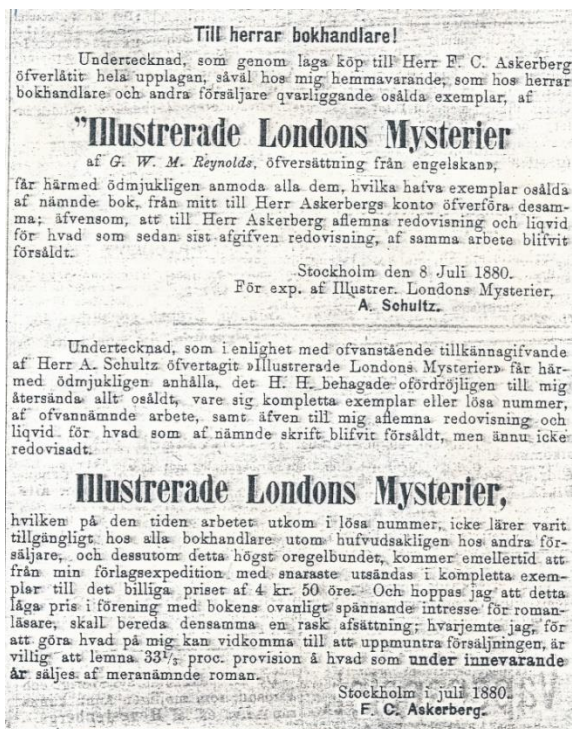 Till herrar bokhandlare!
Undertecknad, som genom laga köp till Herr F. C. Askerberg
öfverlåtit hela upplagan, såväl hos mig hemmavarande, som hos herrar
bokhandlare och andra försäljare qvarliggande osålda exemplar, af
"Illustrerade Londons Mysterier
af G. W. M. Reynolds, öfversättning från engelskan»,
får härmed ödmjukligen anmoda alla dem, hvilka hafva exemplar osålda
af nämnde bok, från mitt till Herr Askerbergs konto öfverföra desam-
ma; äfvensom, att till Herr Askerberg aflemna redovisning och liqvid
för hvad som sedan sist afgifven redovisning, af samma arbete blifvit
försåldt.
Stockholm den 8 Juli 1880.
För exp. af Illustrer. Londons Mysterier,
A. Schultz.
Undertecknad, som i enlighet med ofvanstående tillkännagifvande
af Herr A. Schultz öfvertagit »Illustrerade Londons Mysterier» får här-
med ödmjukligen anhålla, det H. H. behagade ofördröjligen till mig
återsända allt osåldt, vare sig kompletta exemplar eller lösa nummer,
af ofvannämnde arbete, samt äfven till mig aflemna redovisning och
liqvid för hvad som af nämnde skrift blifvit försåldt, men ännu icke
redovisadt.
Illustrerade Londons Mysterier,
hvilken på den tiden arbetet utkom i lösa nummer, icke lärer varit
tillgängligt hos alla bokhandlare utom hufvudsakligen hos andra för-
säljare, och dessutom detta högst oregelbundet, kommer emellertid att
från min förlagsexpedition med snaraste utsändas i kompletta exem-
plar till det billiga priset af 4 kr. 50 öre. Och hoppas jag att detta
låga pris i förening med bokens ovanligt spännande intresse för roman-
läsare, skall bereda densamma en rask afsättning; hvarjemte jag, för
att göra hvad på mig kan vidkomma till att uppmuntra försäljningen, är
villig att lemna 33⅓ proc. provision å hvad som under innevarande
år säljes af meranämnde roman.
Stockholm i juli 1880.
F. C. Askerberg.